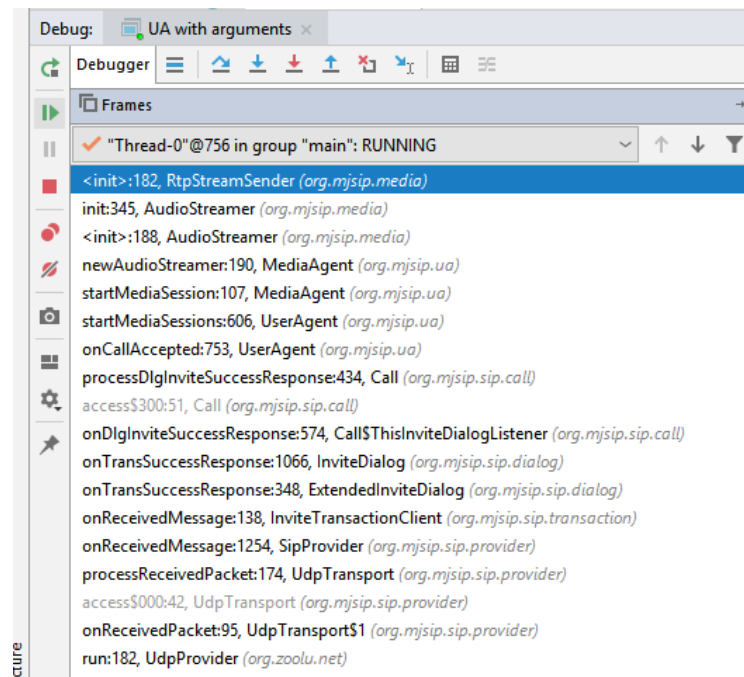 Debug: UA with arguments
Debugger
Frames
"Thread-0"@756 in group "main": RUNNING
<init>:182, RtpStreamSender (org.mjsip.media)
init:345, AudioStreamer (org.mjsip.media)
<init>:188, AudioStreamer (org.mjsip.media)
newAudioStreamer:190, MediaAgent (org.mjsip.ua)
startMediaSession:107, MediaAgent (org.mjsip.ua)
startMediaSessions:606, UserAgent (org.mjsip.ua)
onCallAccepted:753, UserAgent (org.mjsip.ua)
processDlgInviteSuccessResponse:434, Call (org.mjsip.sip.call)
access$300:51, Call (org.mjsip.sip.call)
onDlgInviteSuccessResponse:574, Call$ThisInviteDialogListener (org.mjsip.sip.call)
onTransSuccessResponse:1066, InviteDialog (org.mjsip.sip.dialog)
onTransSuccessResponse:348, ExtendedInviteDialog (org.mjsip.sip.dialog)
onReceivedMessage:138, InviteTransactionClient (org.mjsip.sip.transaction)
onReceivedMessage:1254, SipProvider (org.mjsip.sip.provider)
processReceivedPacket:174, UdpTransport (org.mjsip.sip.provider)
access$000:42, UdpTransport (org.mjsip.sip.provider)
onReceivedPacket:95, UdpTransport$1 (org.mjsip.sip.provider)
run:182, UdpProvider (org.zoolu.net)
cture